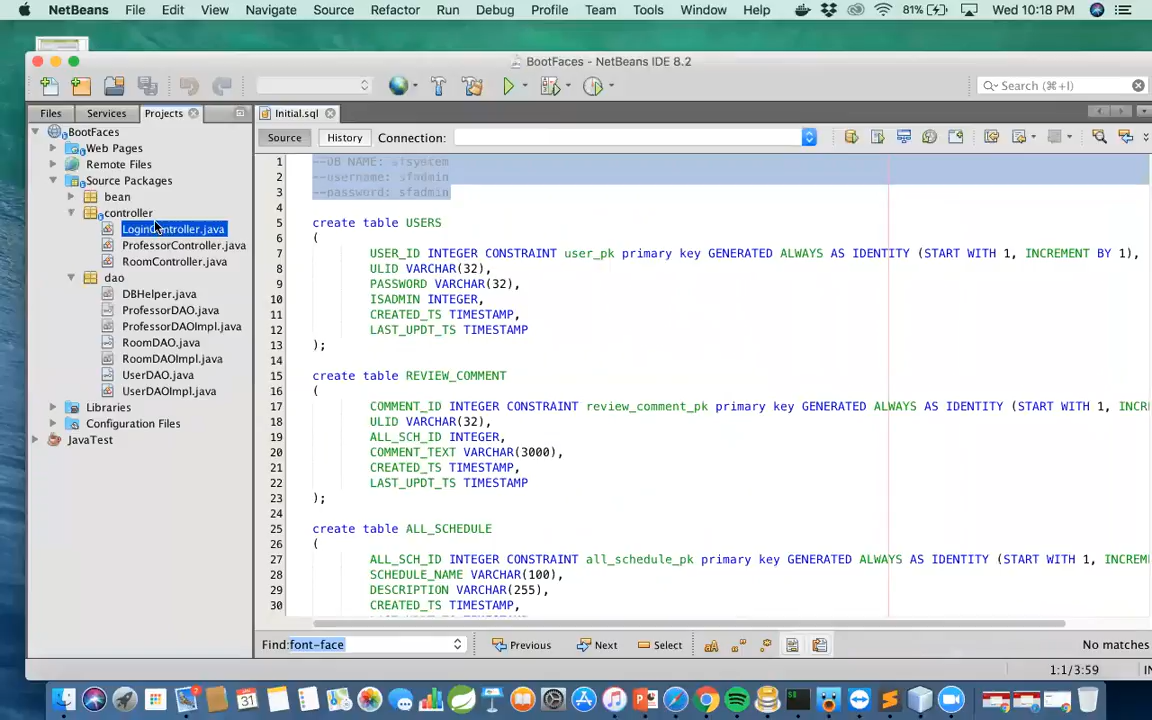 NetBeans File Edit View Navigate Source Refactor Run Debug Profile Team Tools Window Help 81% Wed 10:18 PM
BootFaces - NetBeans IDE 8.2
Search (⌘+I)
Files Services Projects
Initial.sql
Source History Connection:
BootFaces
Web Pages
Remote Files
Source Packages
bean
controller
LoginController.java
ProfessorController.java
RoomController.java
dao
DBHelper.java
ProfessorDAO.java
ProfessorDAOImpl.java
RoomDAO.java
RoomDAOImpl.java
UserDAO.java
UserDAOImpl.java
Libraries
Configuration Files
JavaTest
1 --DB NAME: sfsystem
2 --username: sfadmin
3 --password: sfadmin
4
5 create table USERS
6 (
7 USER_ID INTEGER CONSTRAINT user_pk primary key GENERATED ALWAYS AS IDENTITY (START WITH 1, INCREMENT BY 1),
8 ULID VARCHAR(32),
9 PASSWORD VARCHAR(32),
10 ISADMIN INTEGER,
11 CREATED_TS TIMESTAMP,
12 LAST_UPDT_TS TIMESTAMP
13 );
14
15 create table REVIEW_COMMENT
16 (
17 COMMENT_ID INTEGER CONSTRAINT review_comment_pk primary key GENERATED ALWAYS AS IDENTITY (START WITH 1, INCR
18 ULID VARCHAR(32),
19 ALL_SCH_ID INTEGER,
20 COMMENT_TEXT VARCHAR(3000),
21 CREATED_TS TIMESTAMP,
22 LAST_UPDT_TS TIMESTAMP
23 );
24
25 create table ALL_SCHEDULE
26 (
27 ALL_SCH_ID INTEGER CONSTRAINT all_schedule_pk primary key GENERATED ALWAYS AS IDENTITY (START WITH 1, INCREM
28 SCHEDULE_NAME VARCHAR(100),
29 DESCRIPTION VARCHAR(255),
30 CREATED_TS TIMESTAMP,
Find: font-face Previous Next Select No matches
1:1/3:59 IN